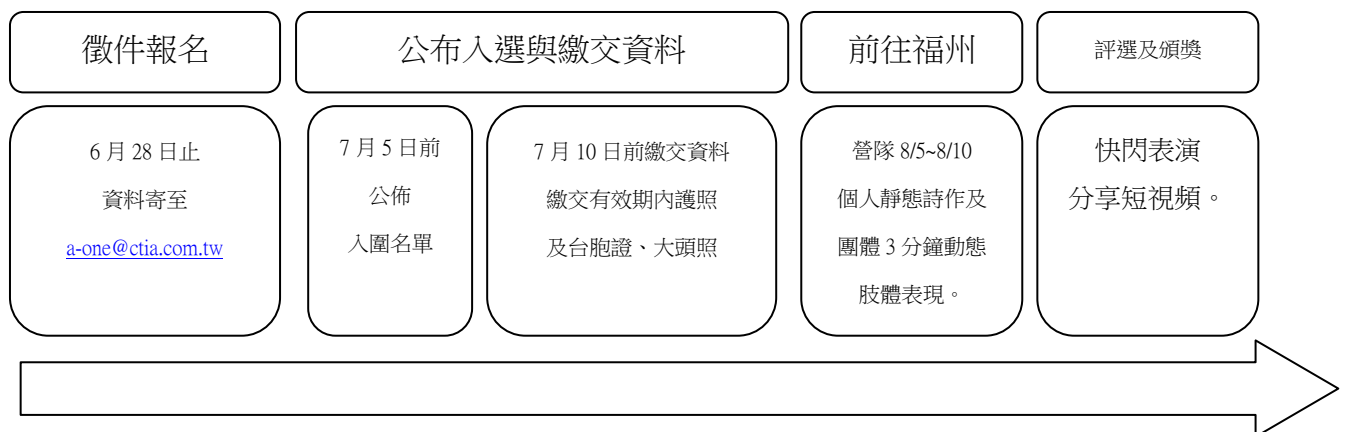 徵件報名
公布入選與繳交資料
前往福州
評選及頒獎
6月28日止
資料寄至
a-one@ctia.com.tw
7月5日前
公佈
入圍名單
7月10日前繳交資料
繳交有效期內護照
及台胞證、大頭照
營隊 8/5~8/10
個人靜態詩作及
團體3分鐘動態
肢體表現。
快閃表演
分享短視頻。